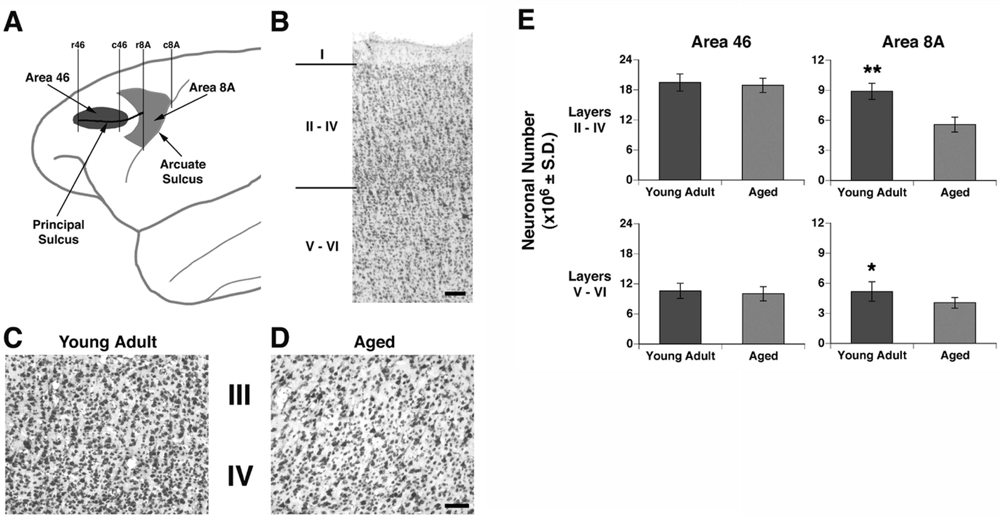 A
r46
c46
r8A
c8A
Area 46
Area 8A
Arcuate
Sulcus
Principal
Sulcus
B
I
II - IV
V - VI
C
Young Adult
III
IV
D
Aged
E
Neuronal Number
(x10⁶ ± S.D.)
Area 46
Area 8A
Layers
II - IV
24
18
12
6
0
Young Adult
Aged
12
9
6
3
0
**
Young Adult
Aged
Layers
V - VI
24
18
12
6
0
Young Adult
Aged
12
9
6
3
0
*
Young Adult
Aged